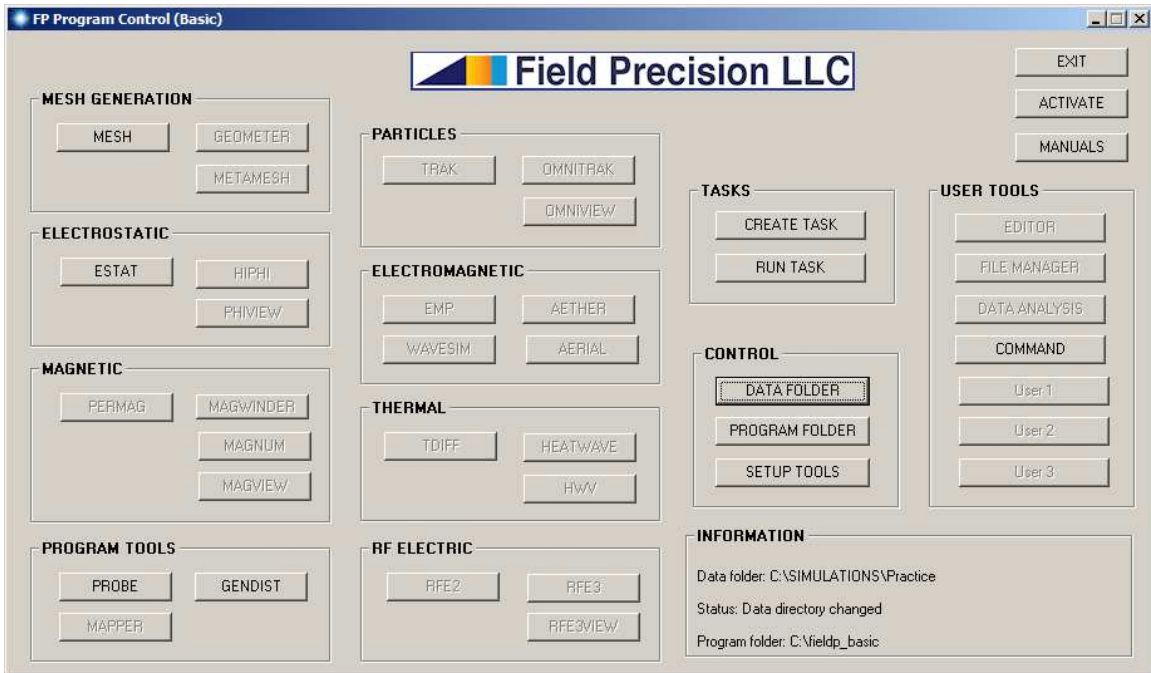 FP Program Control (Basic)
Field Precision LLC
EXIT
ACTIVATE
MANUALS
MESH GENERATION
MESH
GEOMETER
METAMESH
ELECTROSTATIC
ESTAT
HIPHI
PHIVIEW
MAGNETIC
PERMAG
MAGWINDER
MAGNUM
MAGVIEW
PROGRAM TOOLS
PROBE
GENDIST
MAPPER
PARTICLES
TRAK
OMNITRAK
OMNIVIEW
ELECTROMAGNETIC
EMP
AETHER
WAVESIM
AERIAL
THERMAL
TDIFF
HEATWAVE
HWV
RF ELECTRIC
RFE2
RFE3
RFE3VIEW
TASKS
CREATE TASK
RUN TASK
CONTROL
DATA FOLDER
PROGRAM FOLDER
SETUP TOOLS
USER TOOLS
EDITOR
FILE MANAGER
DATA ANALYSIS
COMMAND
User 1
User 2
User 3
INFORMATION
Data folder: C:\SIMULATIONS\Practice
Status: Data directory changed
Program folder: C:\fieldp_basic